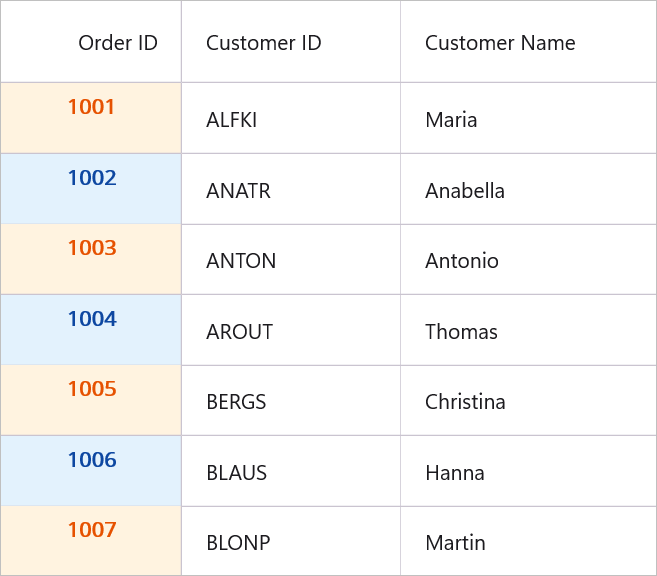 Order ID Customer ID Customer Name
1001 ALFKI Maria
1002 ANATR Anabella
1003 ANTON Antonio
1004 AROUT Thomas
1005 BERGS Christina
1006 BLAUS Hanna
1007 BLONP Martin